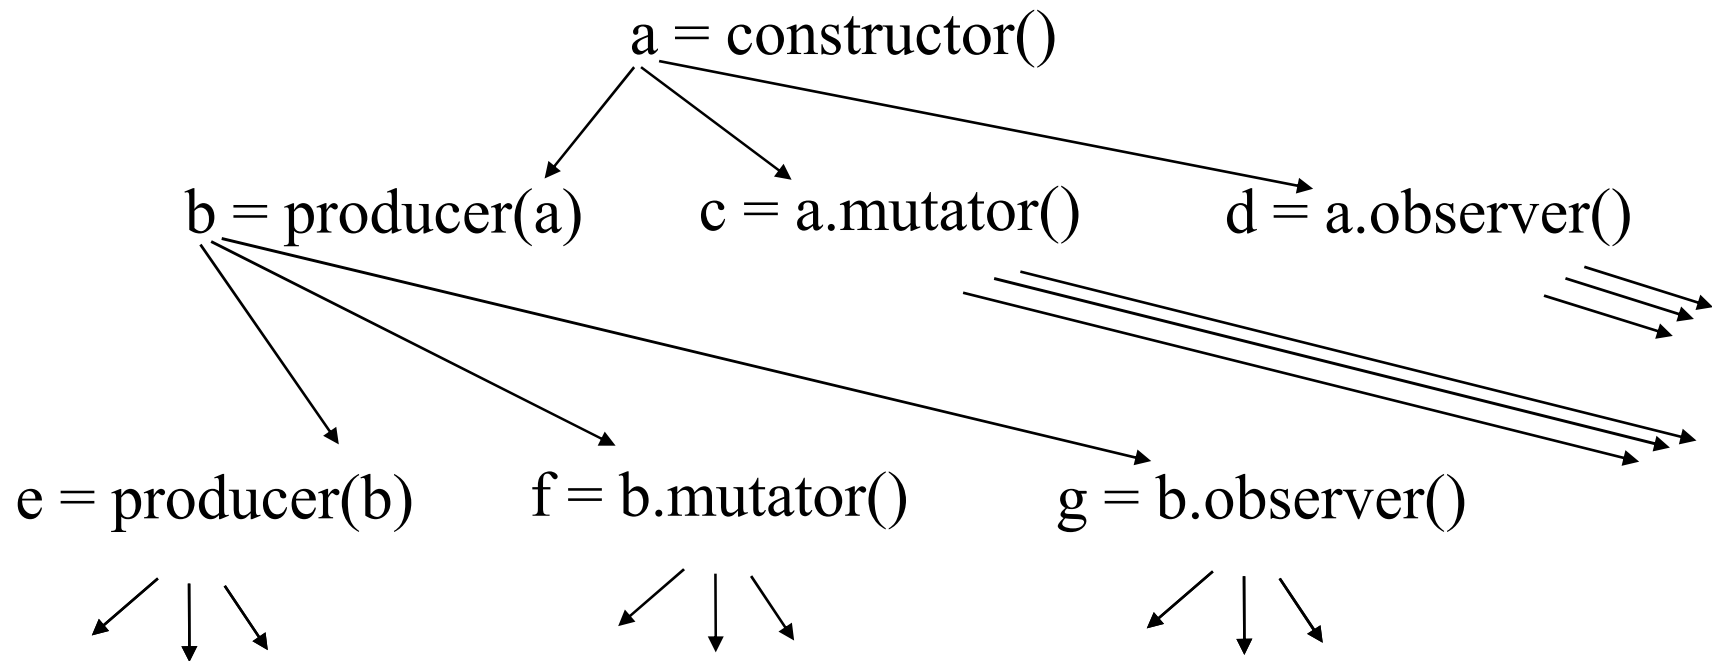 a = constructor()
b = producer(a) c = a.mutator() d = a.observer()
e = producer(b) f = b.mutator() g = b.observer()